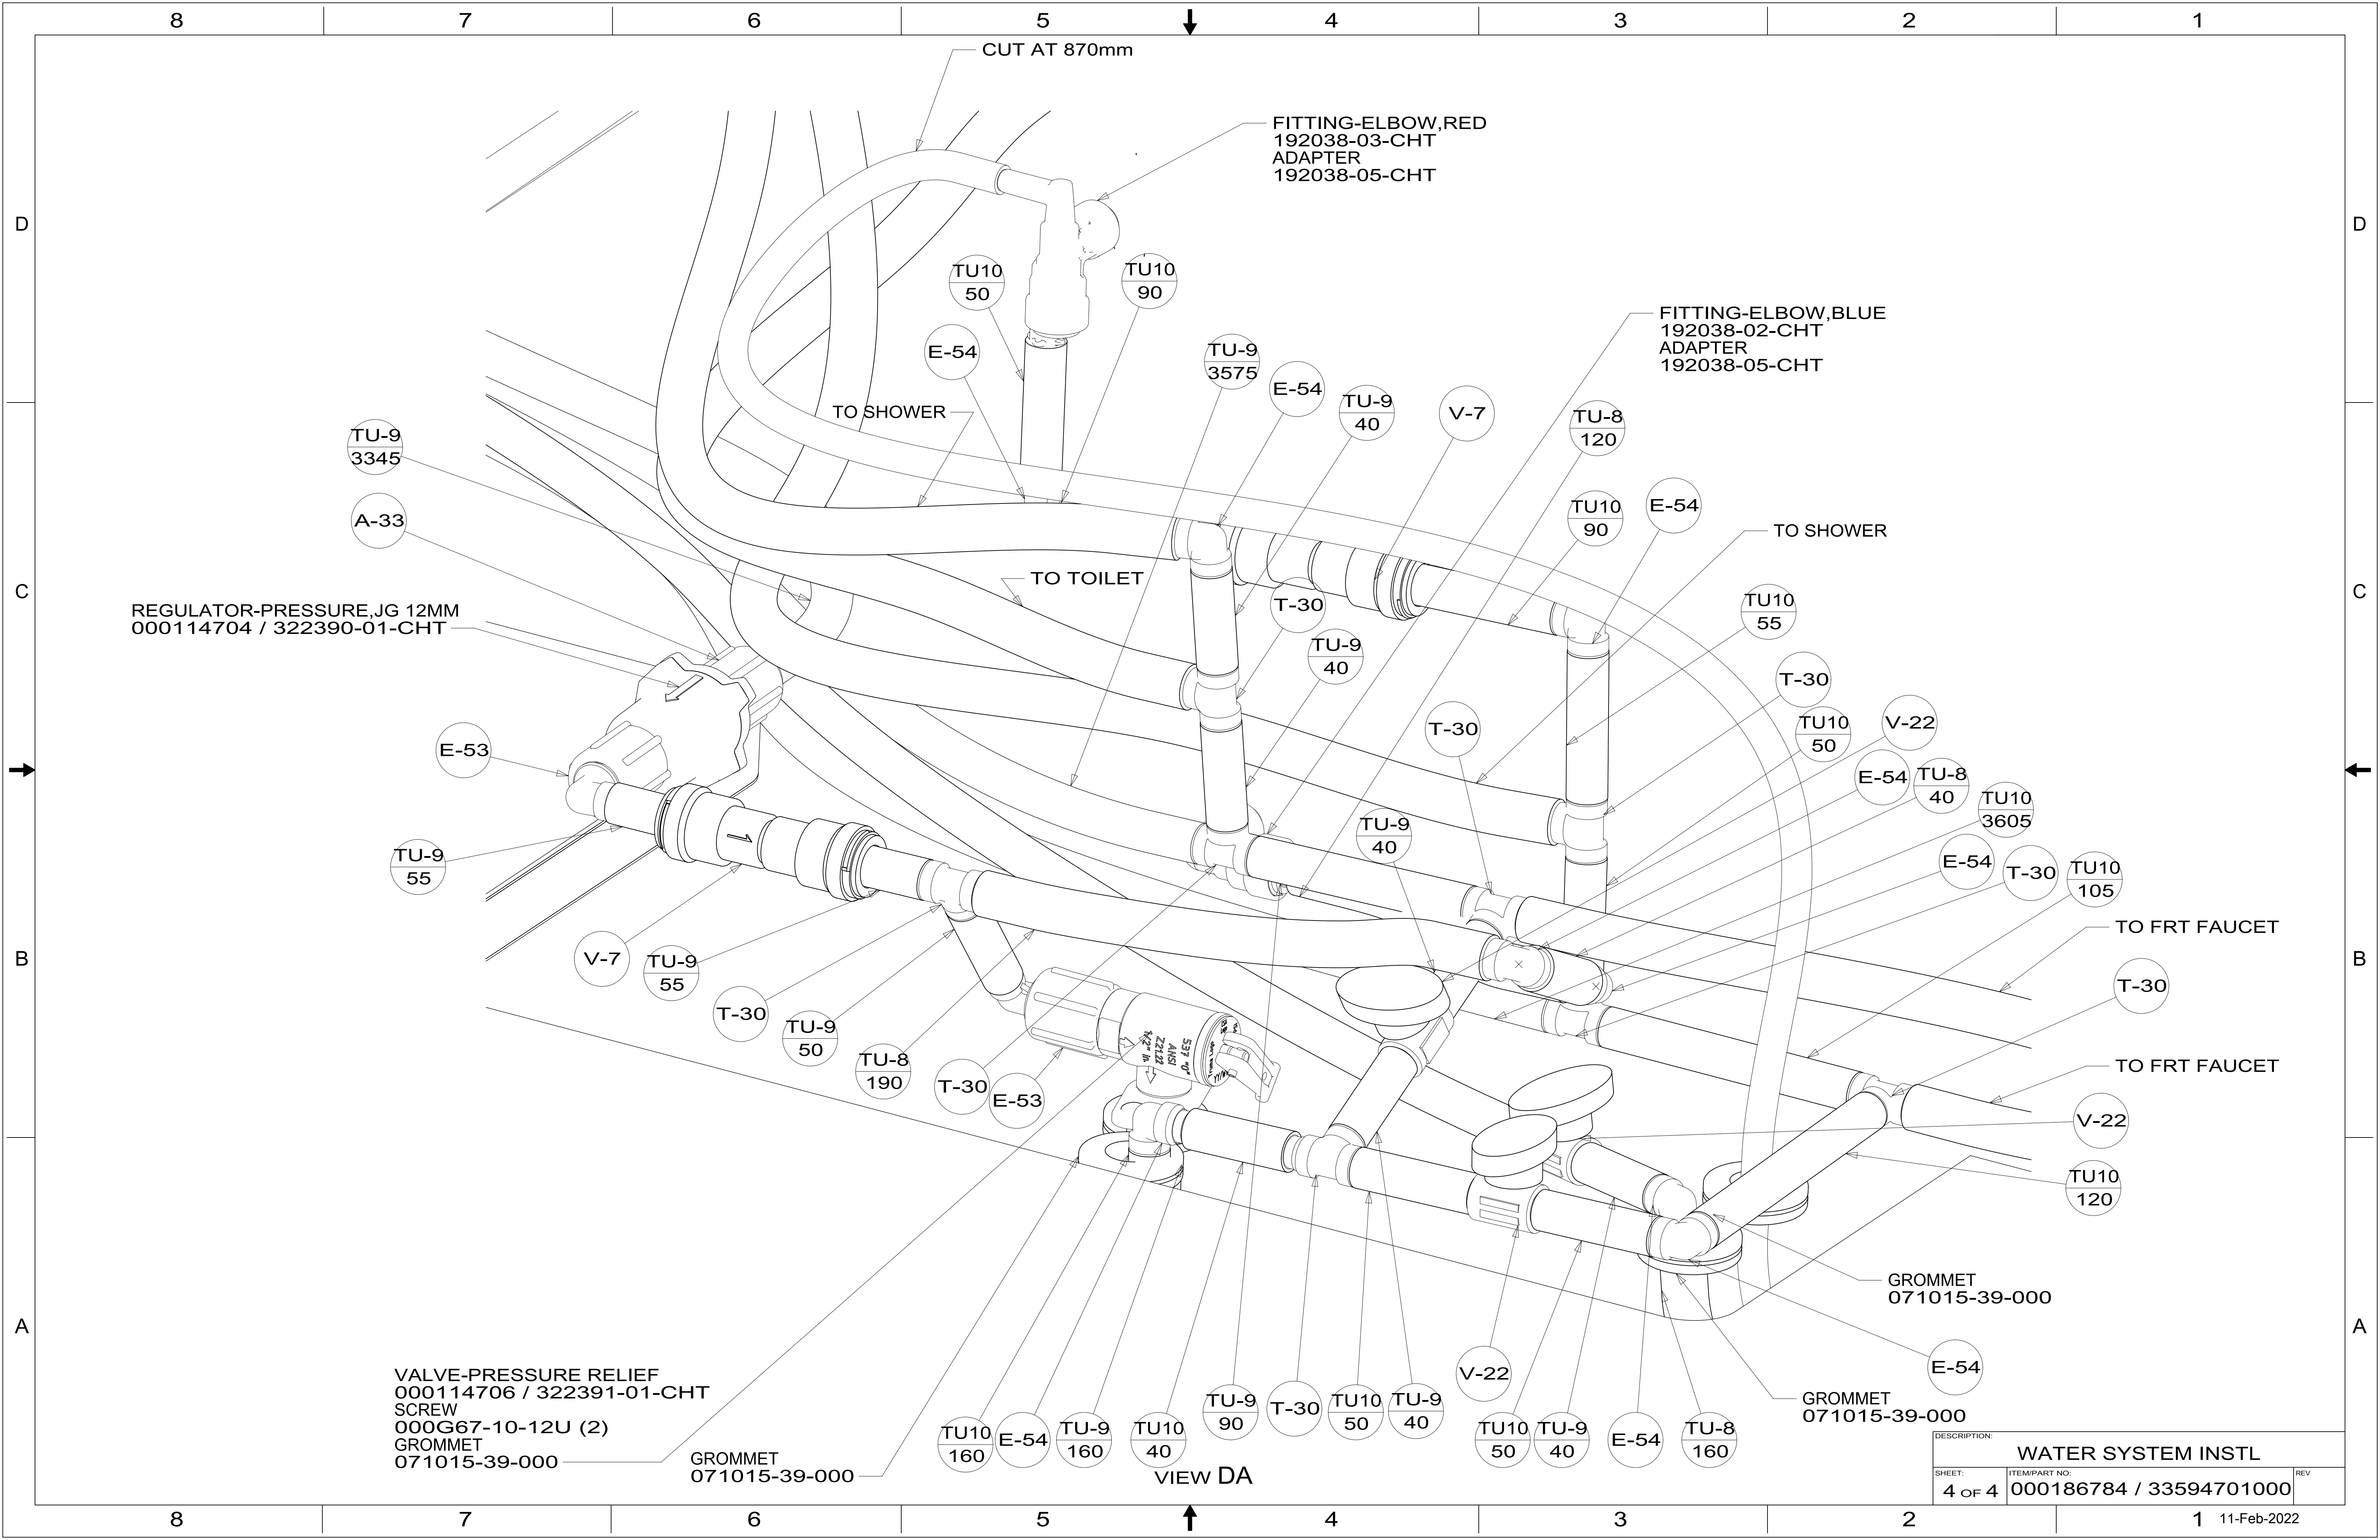 8 7 6 5 4 3 2 1
CUT AT 870mm
FITTING-ELBOW,RED
192038-03-CHT
ADAPTER
192038-05-CHT
D
D
TU10
50
TU10
90
FITTING-ELBOW,BLUE
192038-02-CHT
ADAPTER
192038-05-CHT
E-54
TU-9
3575
E-54
TU-9
40
V-7
TU-8
120
TO SHOWER
TU-9
3345
A-33
TU10
90
E-54
TO SHOWER
C
C
TO TOILET
T-30
TU10
55
REGULATOR-PRESSURE,JG 12MM
000114704 / 322390-01-CHT
TU-9
40
T-30
T-30
TU10
50
V-22
E-53
E-54
TU-8
40
TU10
3605
TU-9
40
TU-9
55
E-54
T-30
TU10
105
TO FRT FAUCET
B
B
V-7
TU-9
55
T-30
T-30
TU-9
50
TU-8
190
T-30
E-53
537 "0"
ANSI
Z21.22
1/2" In.
TO FRT FAUCET
V-22
TU10
120
GROMMET
071015-39-000
A
A
E-54
VALVE-PRESSURE RELIEF
000114706 / 322391-01-CHT
SCREW
000G67-10-12U (2)
GROMMET
071015-39-000
GROMMET
071015-39-000
TU10
160
E-54
TU-9
160
TU10
40
TU-9
90
T-30
TU10
50
TU-9
40
V-22
TU10
50
TU-9
40
E-54
TU-8
160
GROMMET
071015-39-000
VIEW DA
DESCRIPTION:
WATER SYSTEM INSTL
SHEET:
4 OF 4
ITEM/PART NO:
000186784 / 33594701000
REV
8 7 6 5 4 3 2 1
11-Feb-2022